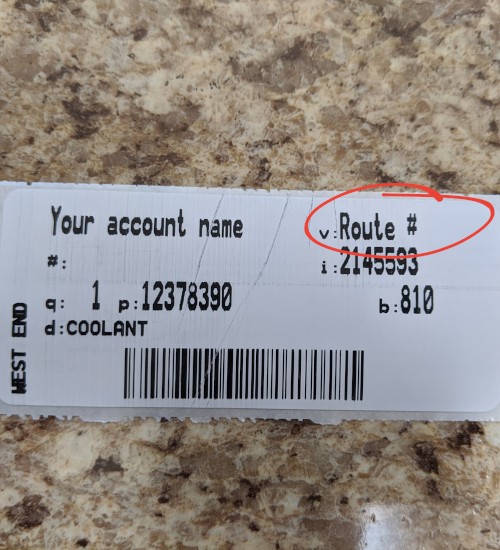 Your account name
v:Route #
#:
i:2145593
q: 1 p:12378390 b:810
d:COOLANT
WEST END